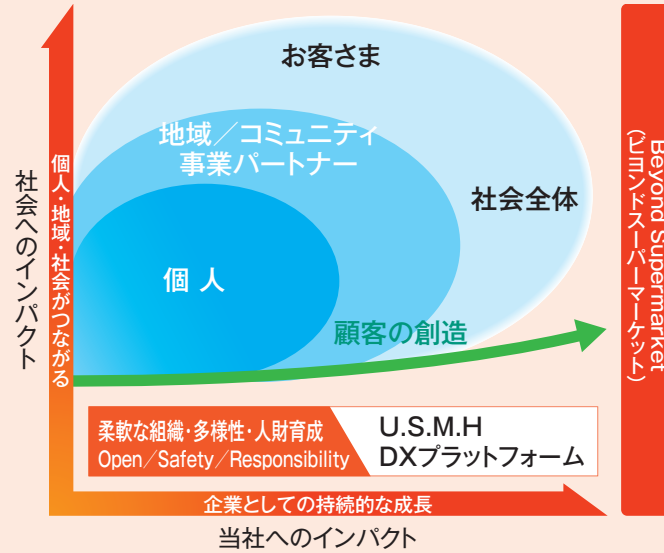 お客さま
地域／コミュニティ
事業パートナー
社会全体
個人
顧客の創造
社会へのインパクト
個人・地域・社会がつながる
柔軟な組織・多様性・人財育成
Open／Safety／Responsibility
U.S.M.H
DXプラットフォーム
企業としての持続的な成長
当社へのインパクト
Beyond Supermarket
（ビヨンドスーパーマーケット）